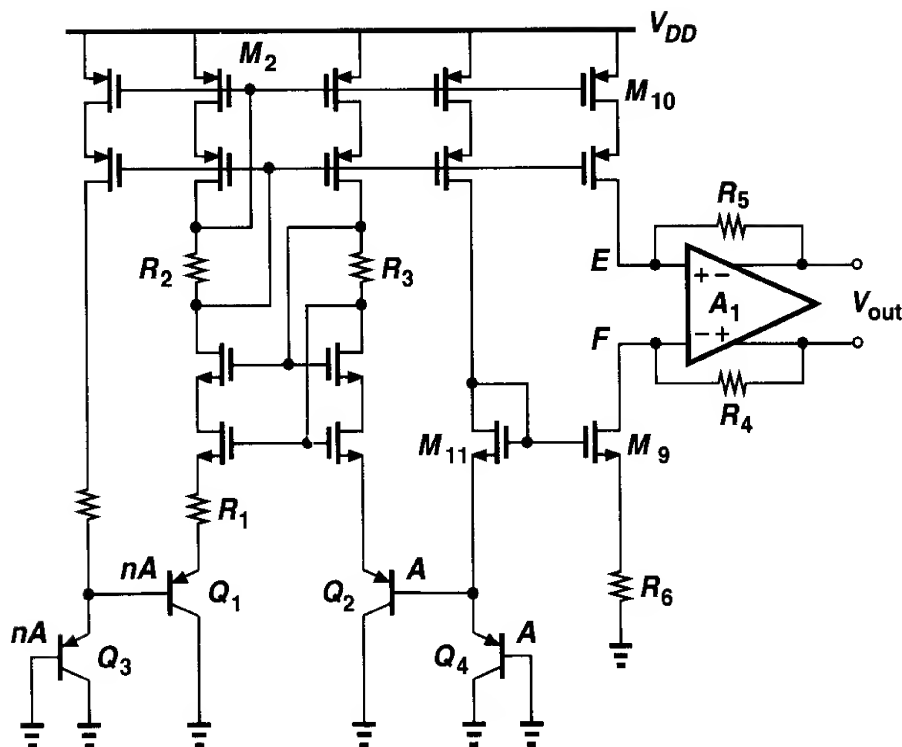 V_DD
M_2
M_10
R_5
R_2
R_3
E
+ −
A_1
V_out
F
− +
R_4
M_11
M_9
R_1
nA
Q_1
Q_2
A
R_6
nA
Q_3
Q_4
A